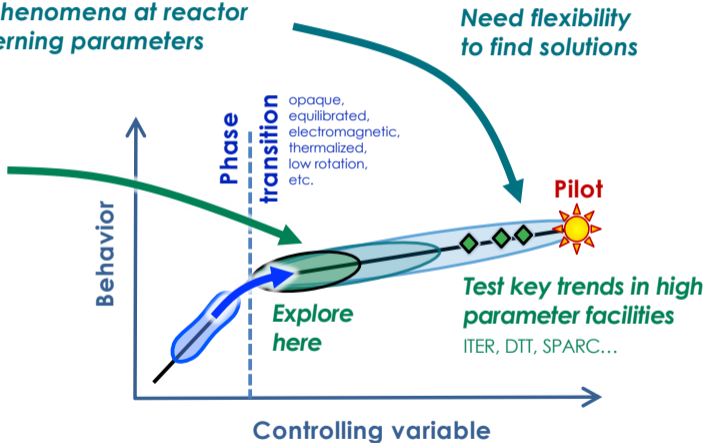 henomena at reactor
erning parameters
Need flexibility
to find solutions
Phase
transition
opaque,
equilibrated,
electromagnetic,
thermalized,
low rotation,
etc.
Pilot
Behavior
Explore
here
Test key trends in high
parameter facilities
ITER, DTT, SPARC...
Controlling variable